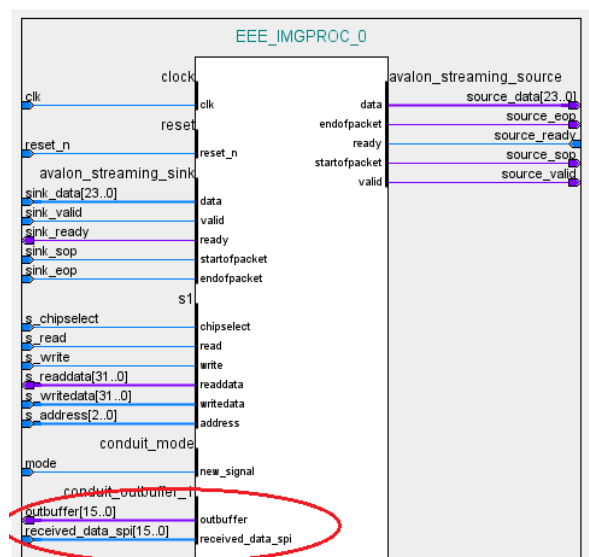 EEE_IMGPROC_0
clock
clk
clk
reset
reset_n
reset_n
avalon_streaming_sink
sink_data[23..0]
data
sink_valid
valid
sink_ready
ready
sink_sop
startofpacket
sink_eop
endofpacket
s1
s_chipselect
chipselect
s_read
read
s_write
write
s_readdata[31..0]
readdata
s_writedata[31..0]
writedata
s_address[2..0]
address
conduit_mode
mode
new_signal
conduit_outbuffer_1
outbuffer[15..0]
outbuffer
received_data_spi[15..0]
received_data_spi
avalon_streaming_source
source_data[23..0]
data
source_eop
endofpacket
source_ready
ready
source_sop
startofpacket
source_valid
valid